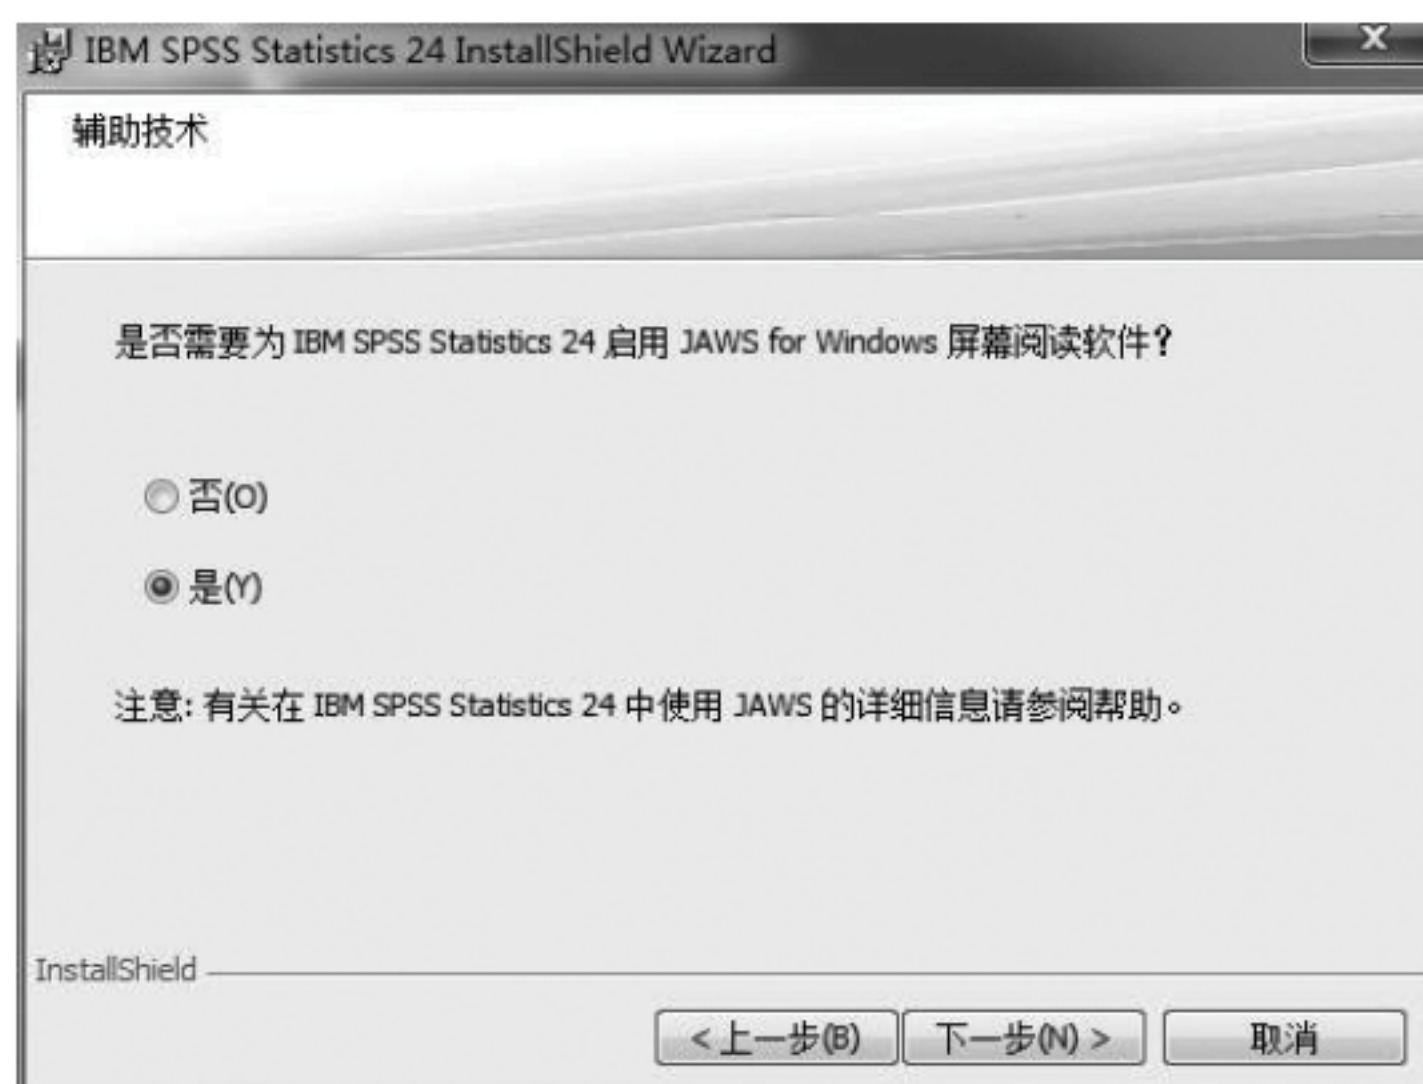 IBM SPSS Statistics 24 InstallShield Wizard
辅助技术
是否需要为 IBM SPSS Statistics 24 启用 JAWS for Windows 屏幕阅读软件?
否(O)
是(Y)
注意: 有关在 IBM SPSS Statistics 24 中使用 JAWS 的详细信息请参阅帮助。
InstallShield
< 上一步(B) 下一步(N) > 取消